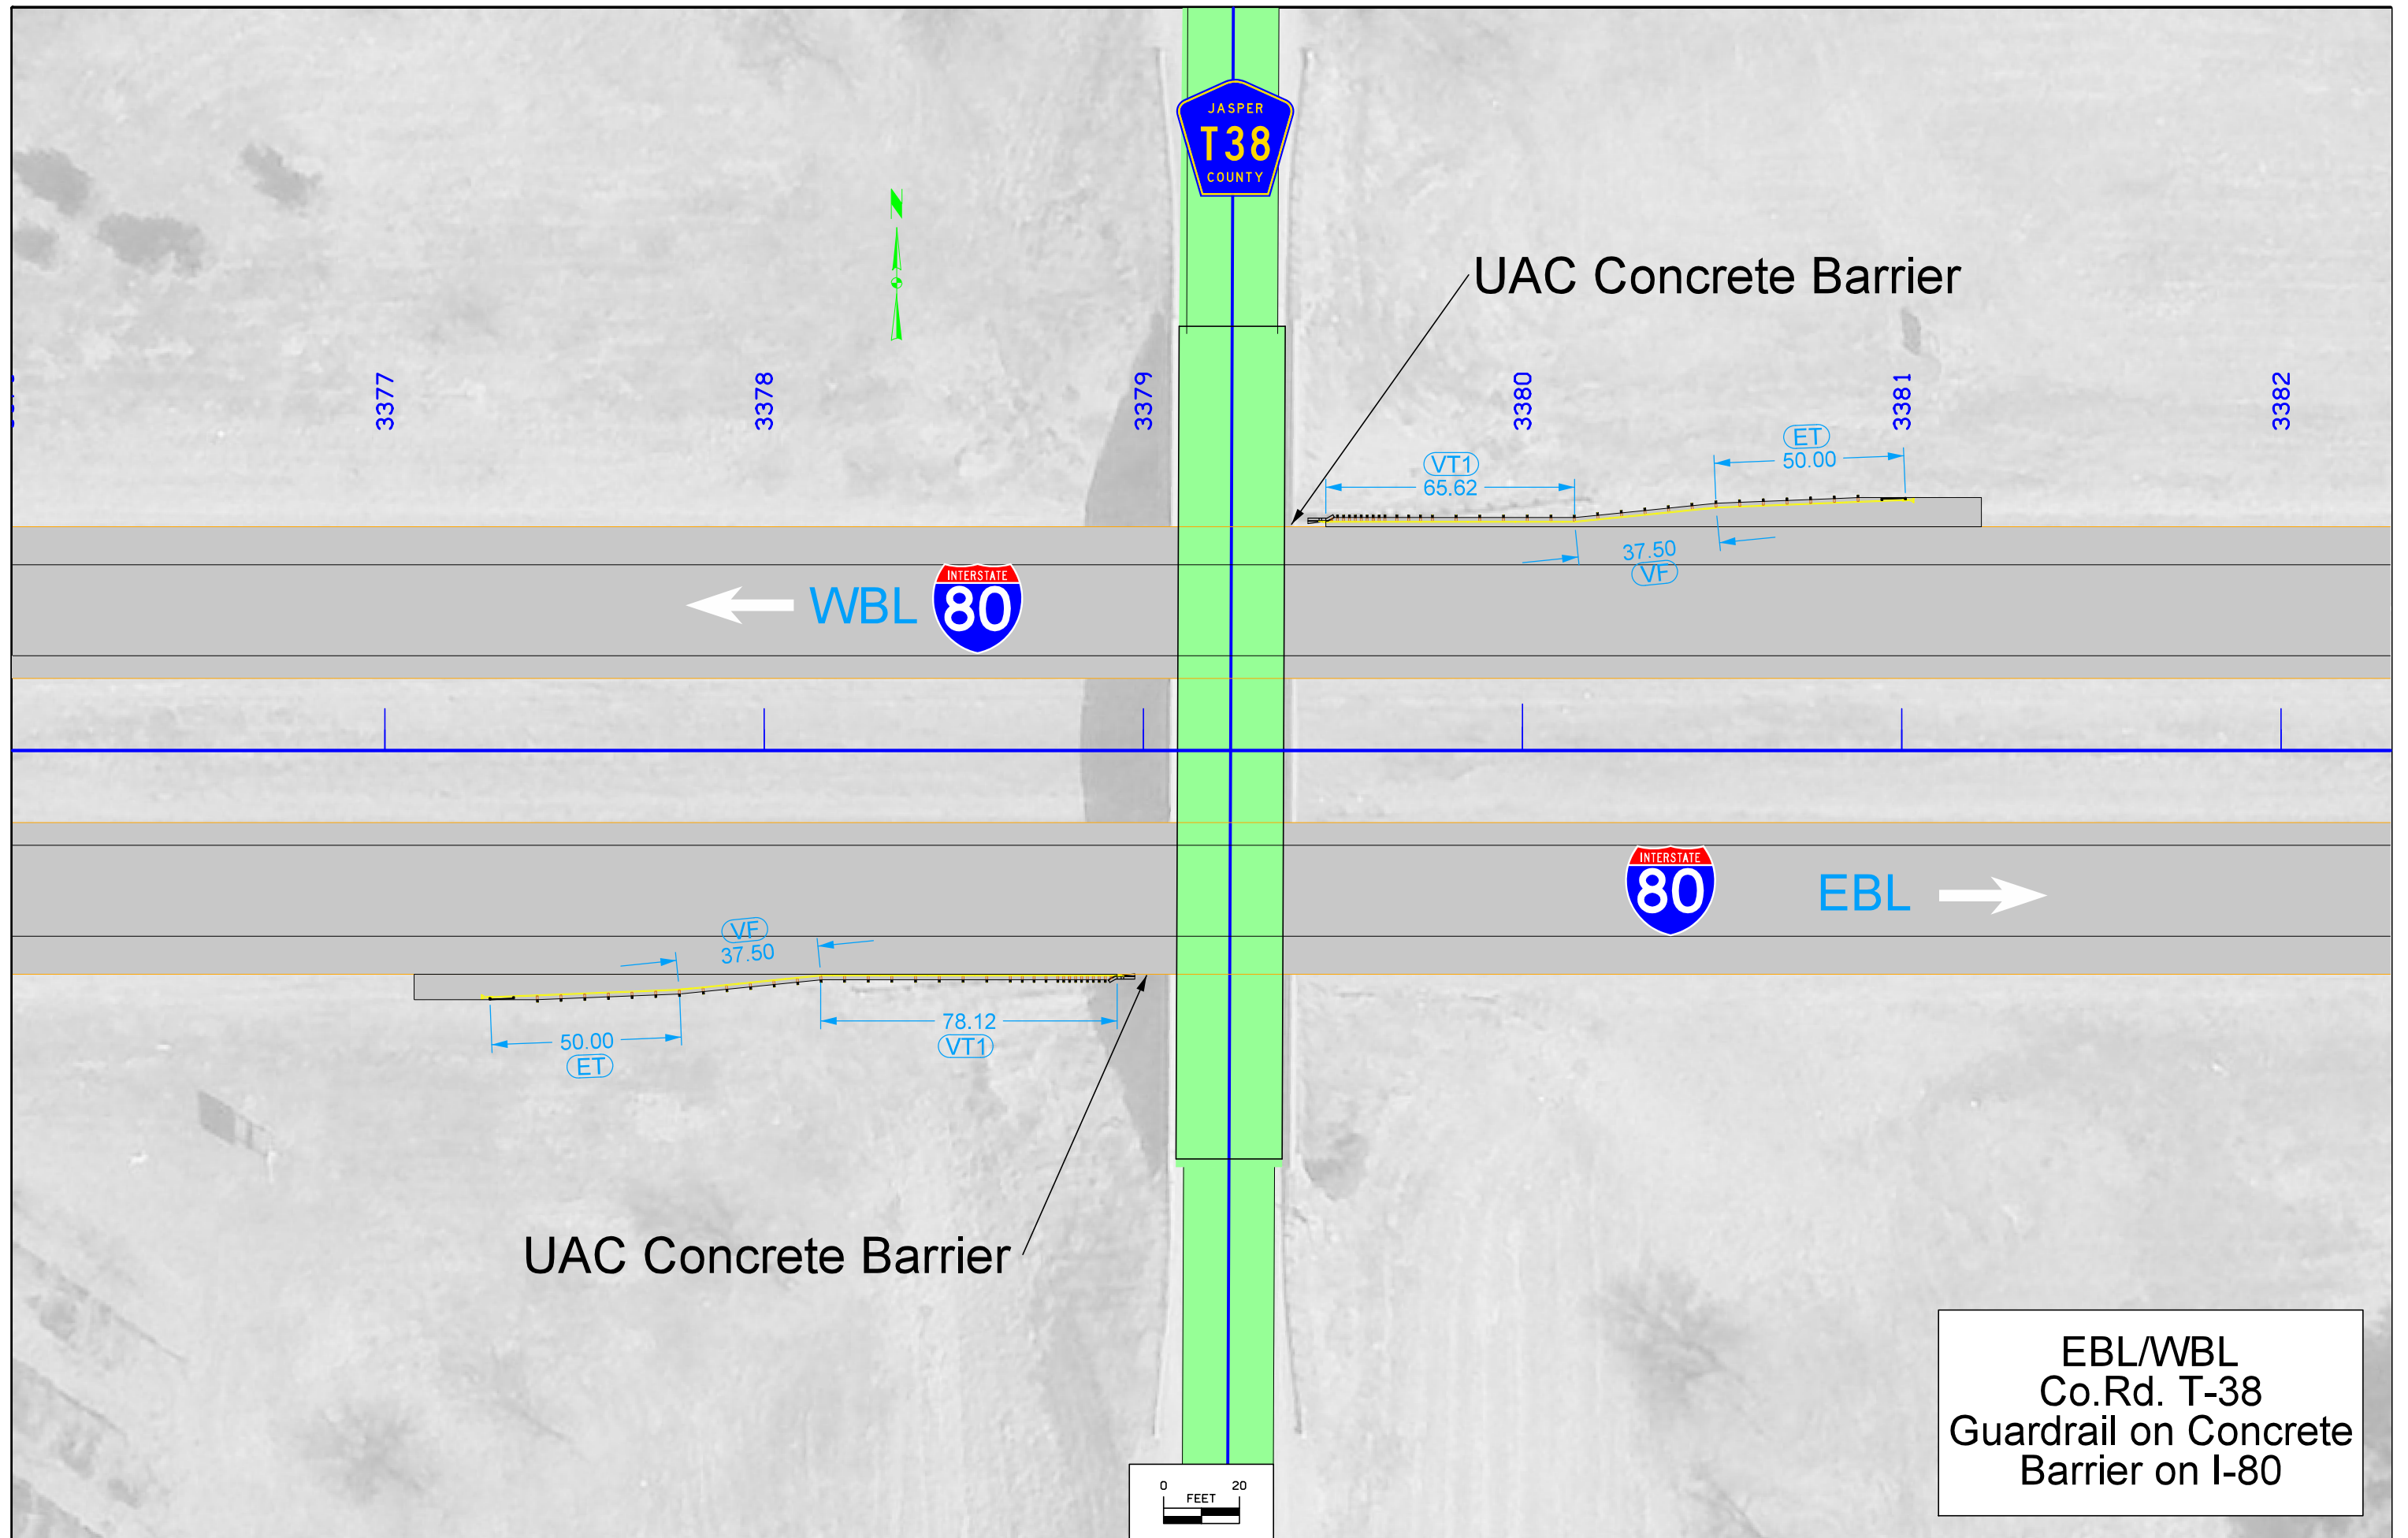 JASPER
T38
COUNTY
N
UAC Concrete Barrier
3377
3378
3379
3380
3381
3382
ET
50.00
VT1
65.62
37.50
VF
WBL
INTERSTATE
80
INTERSTATE
80
EBL
VF
37.50
78.12
VT1
50.00
ET
UAC Concrete Barrier
EBL/WBL
Co.Rd. T-38
Guardrail on Concrete
Barrier on I-80
0 20
FEET